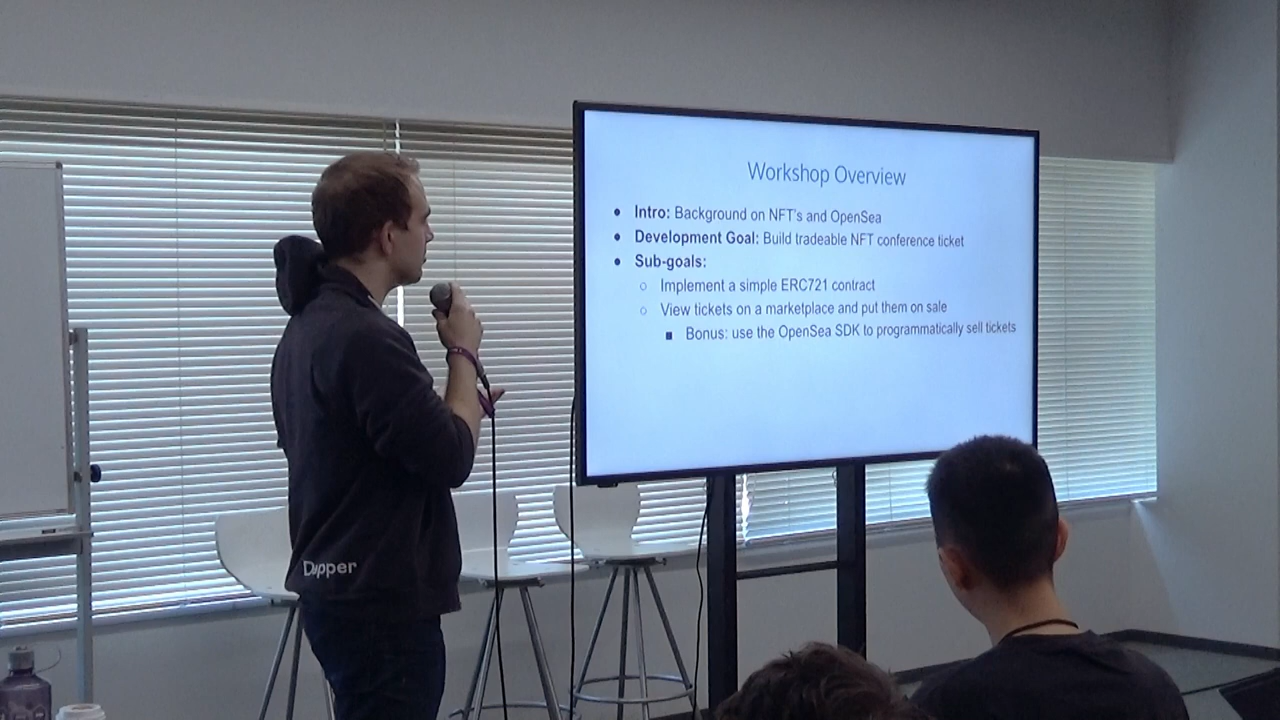 Workshop Overview
● Intro: Background on NFT's and OpenSea
● Development Goal: Build tradeable NFT conference ticket
● Sub-goals:
○ Implement a simple ERC721 contract
○ View tickets on a marketplace and put them on sale
■ Bonus: use the OpenSea SDK to programmatically sell tickets
Dapper